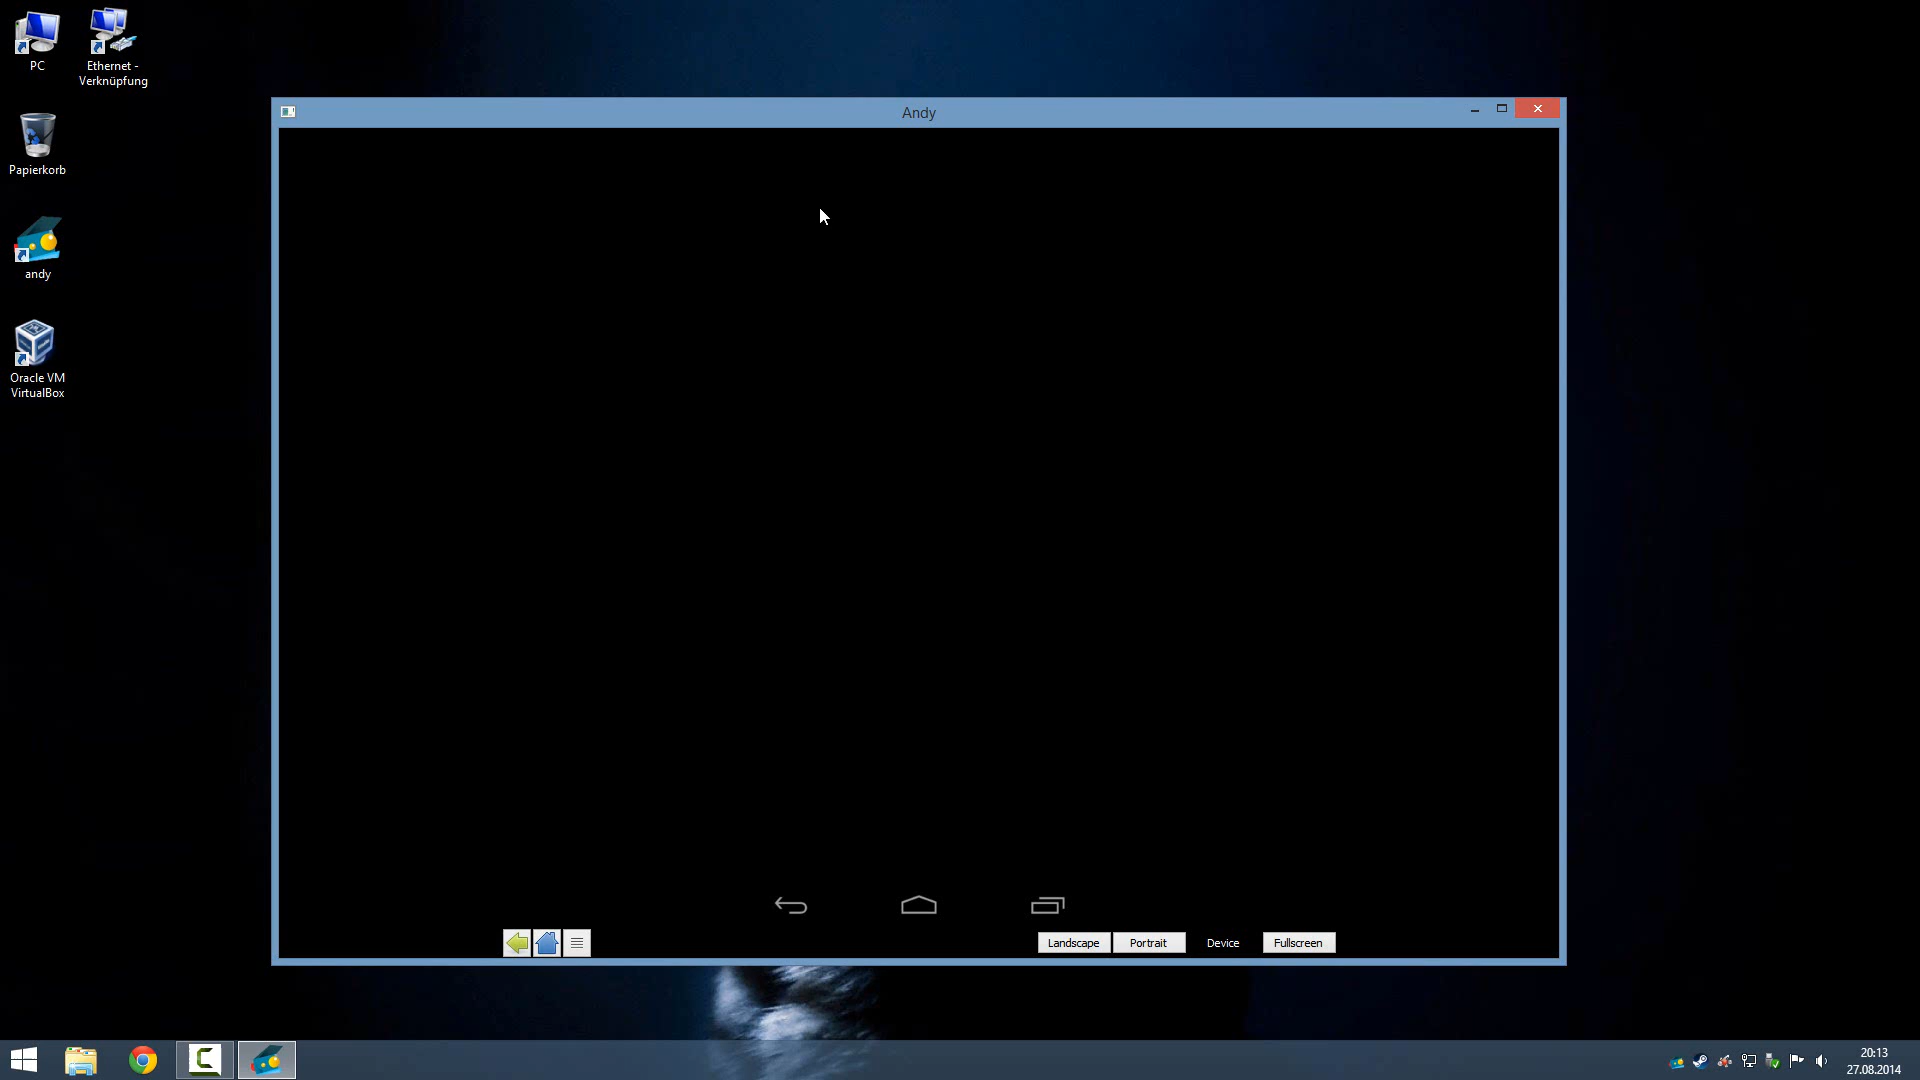 PC
Ethernet -
Verknüpfung
Papierkorb
andy
Oracle VM
VirtualBox
Andy
Landscape
Portrait
Device
Fullscreen
20:13
27.08.2014